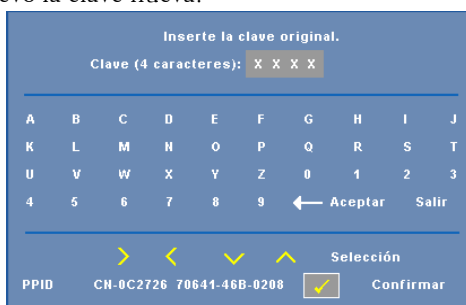 evo la clave nueva.
Inserte la clave original.
Clave (4 caracteres): X X X X
A B C D E F G H I J
K L M N O P Q R S T
U V W X Y Z 0 1 2 3
4 5 6 7 8 9 Aceptar Salir
Selección
PPID CN-0C2726 70641-46B-0208 Confirmar